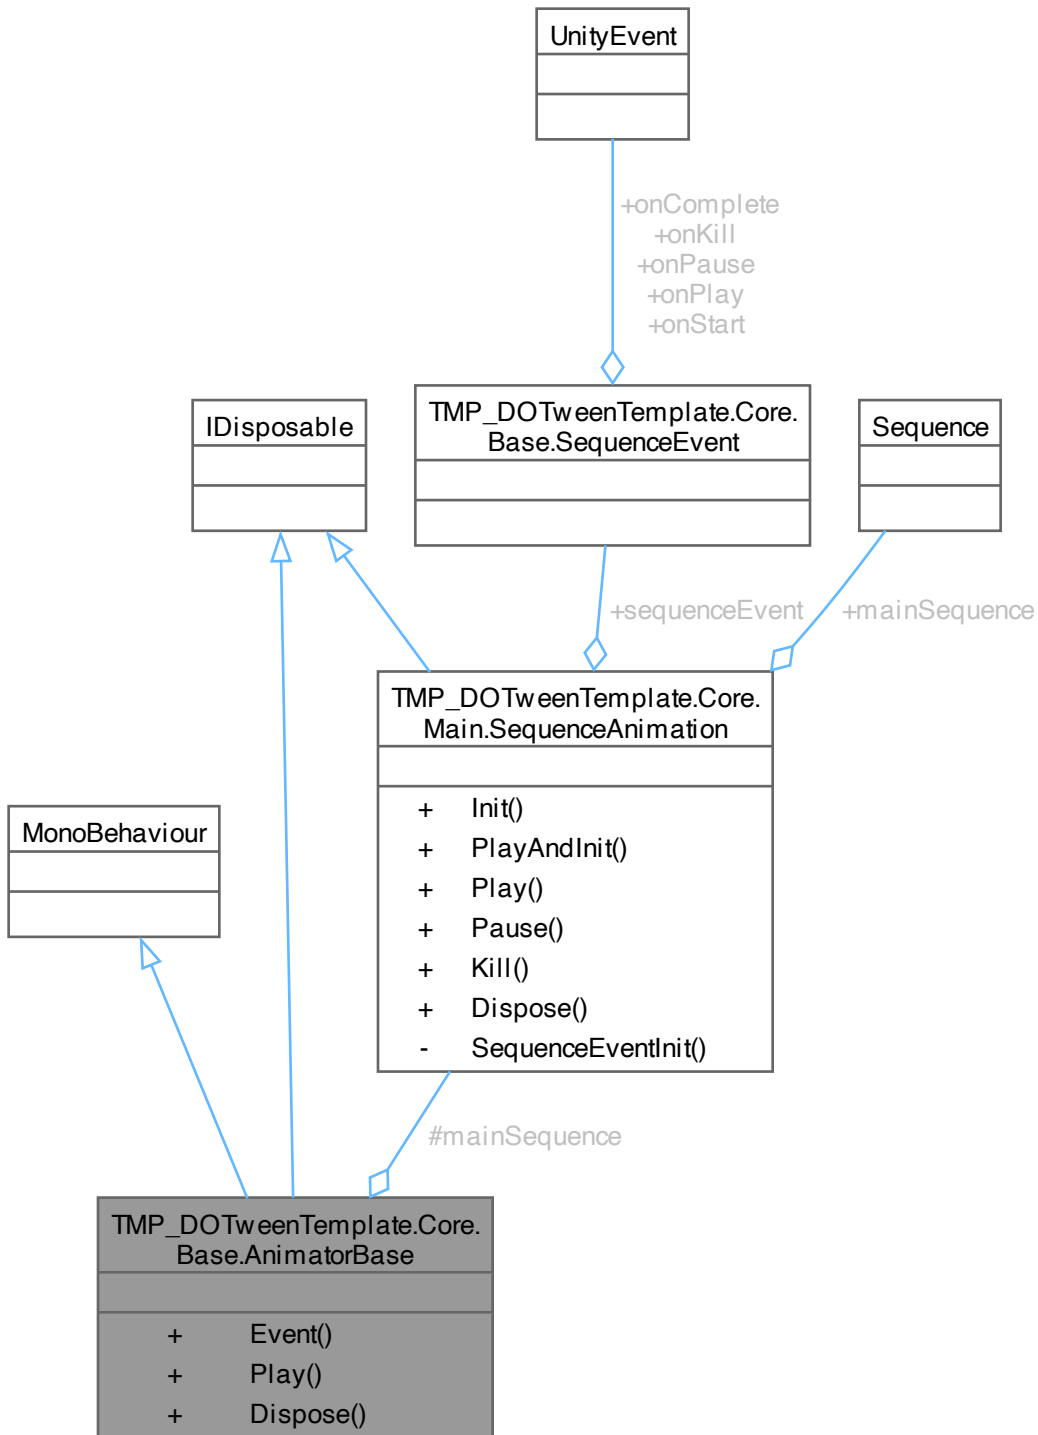 UnityEvent
+onComplete
+onKill
+onPause
+onPlay
+onStart
IDisposable
TMP_DOTweenTemplate.Core.
Base.SequenceEvent
Sequence
+sequenceEvent
+mainSequence
TMP_DOTweenTemplate.Core.
Main.SequenceAnimation
+ Init()
+ PlayAndInit()
+ Play()
+ Pause()
+ Kill()
+ Dispose()
- SequenceEventInit()
MonoBehaviour
#mainSequence
TMP_DOTweenTemplate.Core.
Base.AnimatorBase
+ Event()
+ Play()
+ Dispose()